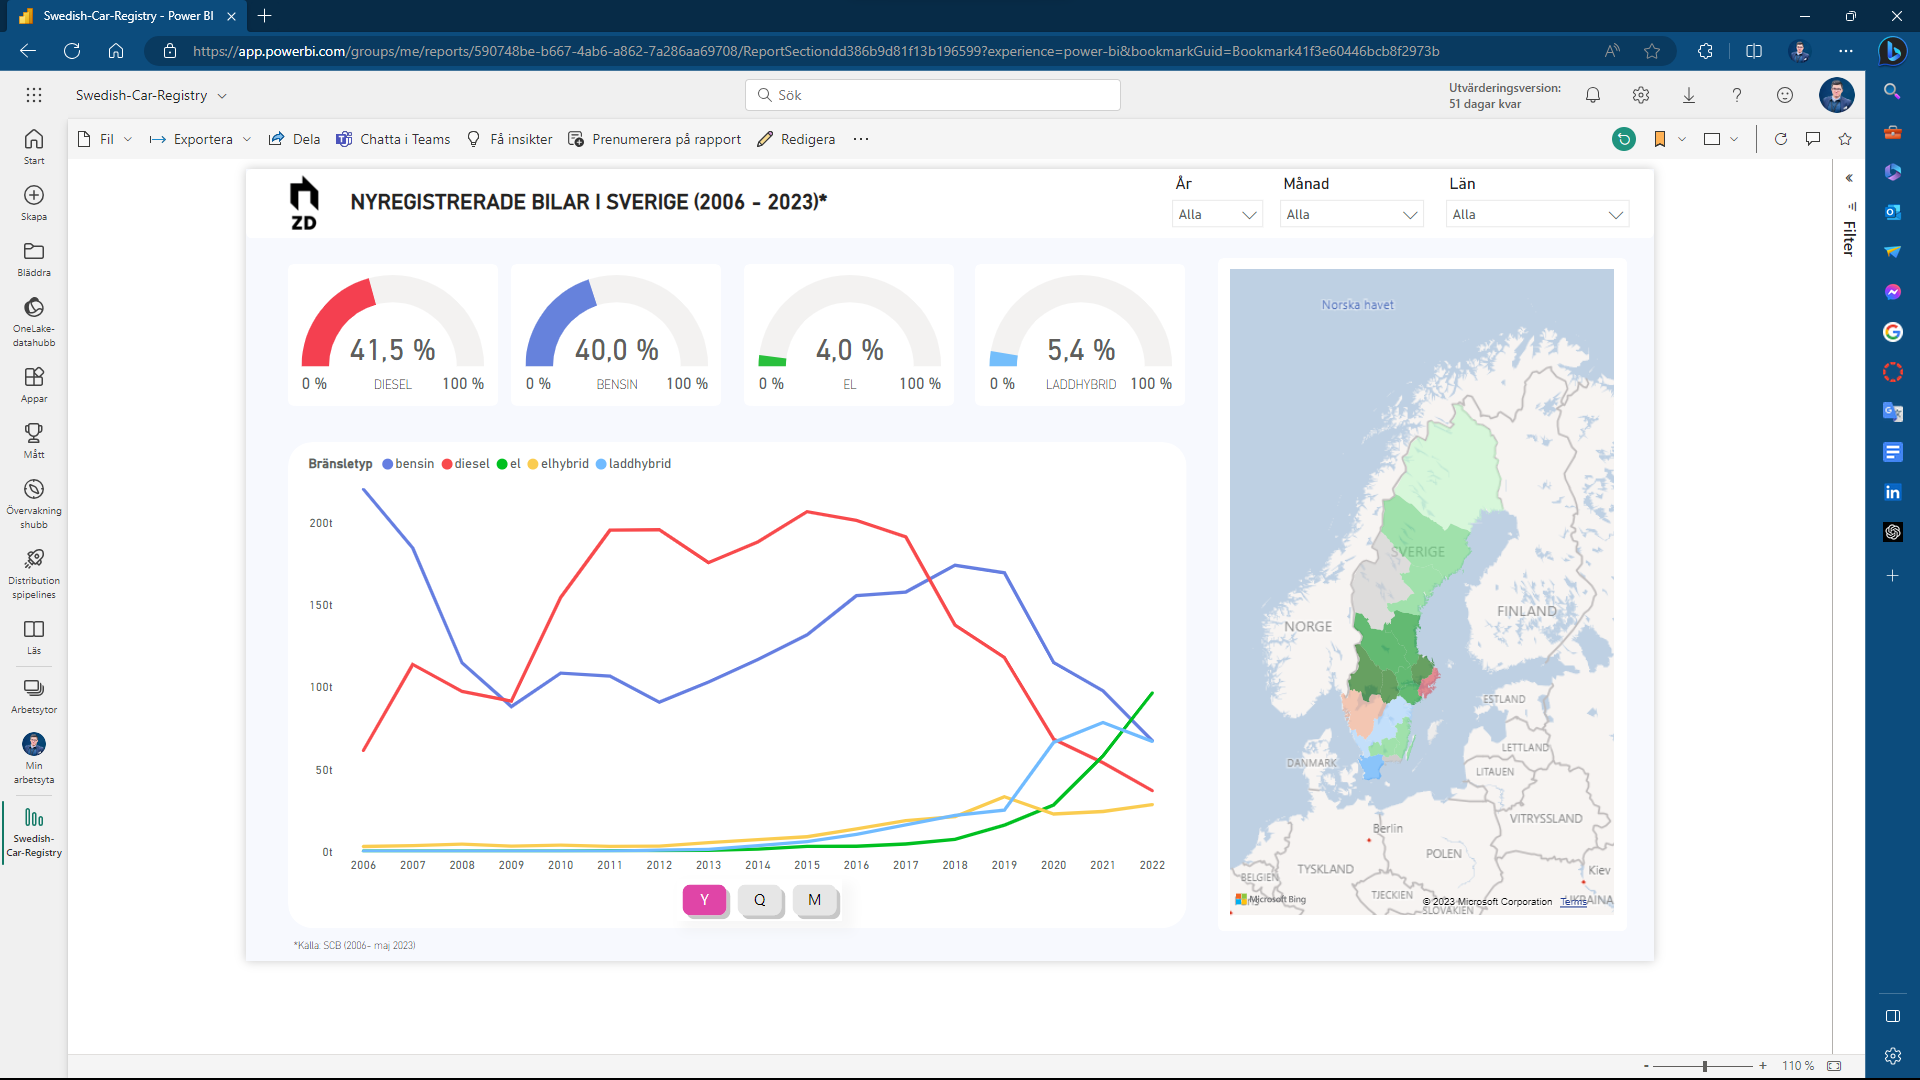 Swedish-Car-Registry - Power BI
https://app.powerbi.com/groups/me/reports/590748be-b667-4ab6-a862-7a286aa69708/ReportSectiondd386b9d81f13b196599?experience=power-bi&bookmarkGuid=Bookmark41f3e60446bcb8f2973b
Swedish-Car-Registry
Sök
Utvärderingsversion:
51 dagar kvar
Fil
Exportera
Dela
Chatta i Teams
Få insikter
Prenumerera på rapport
Redigera
Start
Skapa
Bläddra
OneLake-
datahubb
Appar
Mått
Övervakning
shubb
Distribution
spipelines
Läs
Arbetsytor
Min
arbetsyta
Swedish-
Car-Registry
ZD
NYREGISTRERADE BILAR I SVERIGE (2006 - 2023)*
År
Månad
Län
Alla
Alla
Alla
Filter
41,5 %
0 %
DIESEL
100 %
40,0 %
0 %
BENSIN
100 %
4,0 %
0 %
EL
100 %
5,4 %
0 %
LADDHYBRID
100 %
Bränsletyp bensin diesel el elhybrid laddhybrid
200t
150t
100t
50t
0t
2006 2007 2008 2009 2010 2011 2012 2013 2014 2015 2016 2017 2018 2019 2020 2021 2022
Y Q M
*Källa: SCB (2006- maj 2023)
Norska havet
SVERIGE
FINLAND
NORGE
ESTLAND
LETTLAND
DANMARK
LITAUEN
VITRYSSLAND
Berlin
POLEN
TYSKLAND
Kiev
BELGIEN
TJECKIEN
UKRAINA
SLOVAKIEN
Microsoft Bing
© 2023 Microsoft Corporation Terms
- + 110 %